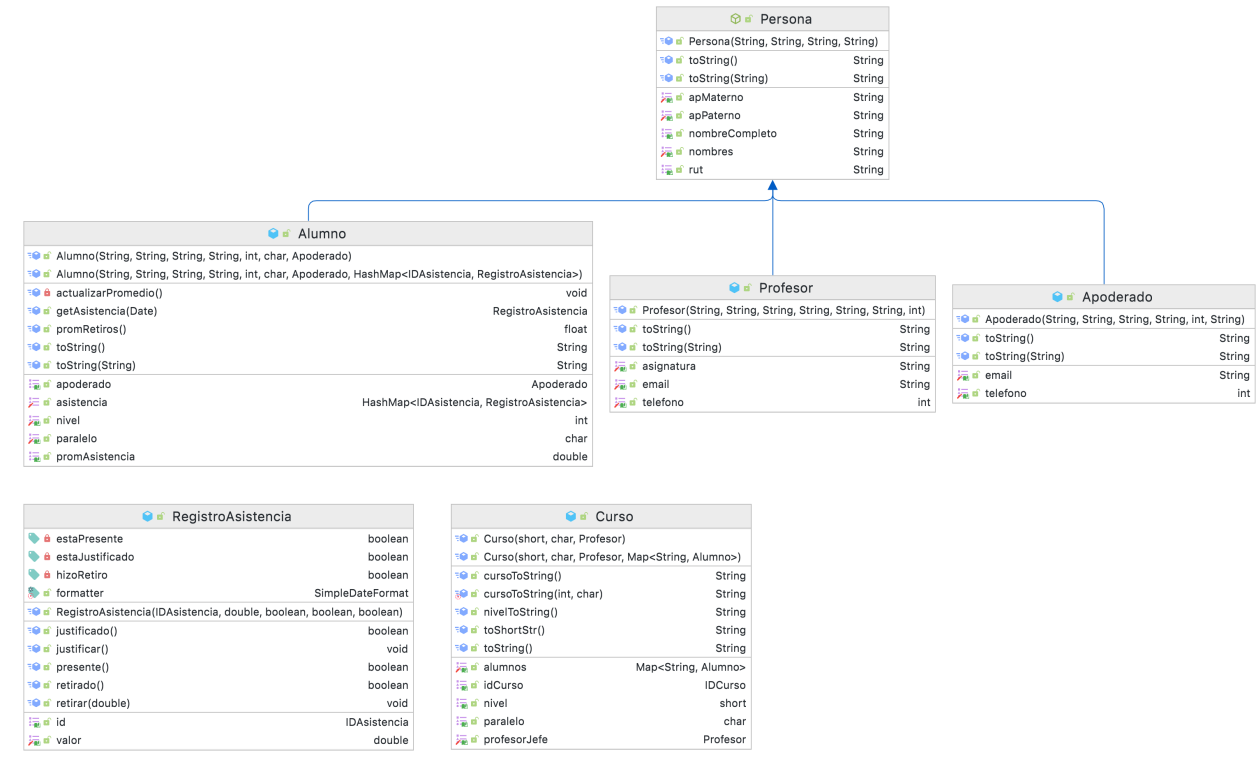 Persona
Persona(String, String, String, String)
toString() String
toString(String) String
apMaterno String
apPaterno String
nombreCompleto String
nombres String
rut String
Alumno
Alumno(String, String, String, String, int, char, Apoderado)
Alumno(String, String, String, String, int, char, Apoderado, HashMap<IDAsistencia, RegistroAsistencia>)
actualizarPromedio() void
getAsistencia(Date) RegistroAsistencia
promRetiros() float
toString() String
toString(String) String
apoderado Apoderado
asistencia HashMap<IDAsistencia, RegistroAsistencia>
nivel int
paralelo char
promAsistencia double
Profesor
Profesor(String, String, String, String, String, String, int)
toString() String
toString(String) String
asignatura String
email String
telefono int
Apoderado
Apoderado(String, String, String, String, int, String)
toString() String
toString(String) String
email String
telefono int
RegistroAsistencia
estaPresente boolean
estaJustificado boolean
hizoRetiro boolean
formatter SimpleDateFormat
RegistroAsistencia(IDAsistencia, double, boolean, boolean, boolean)
justificado() boolean
justificar() void
presente() boolean
retirado() boolean
retirar(double) void
id IDAsistencia
valor double
Curso
Curso(short, char, Profesor)
Curso(short, char, Profesor, Map<String, Alumno>)
cursoToString() String
cursoToString(int, char) String
nivelToString() String
toShortStr() String
toString() String
alumnos Map<String, Alumno>
idCurso IDCurso
nivel short
paralelo char
profesorJefe Profesor